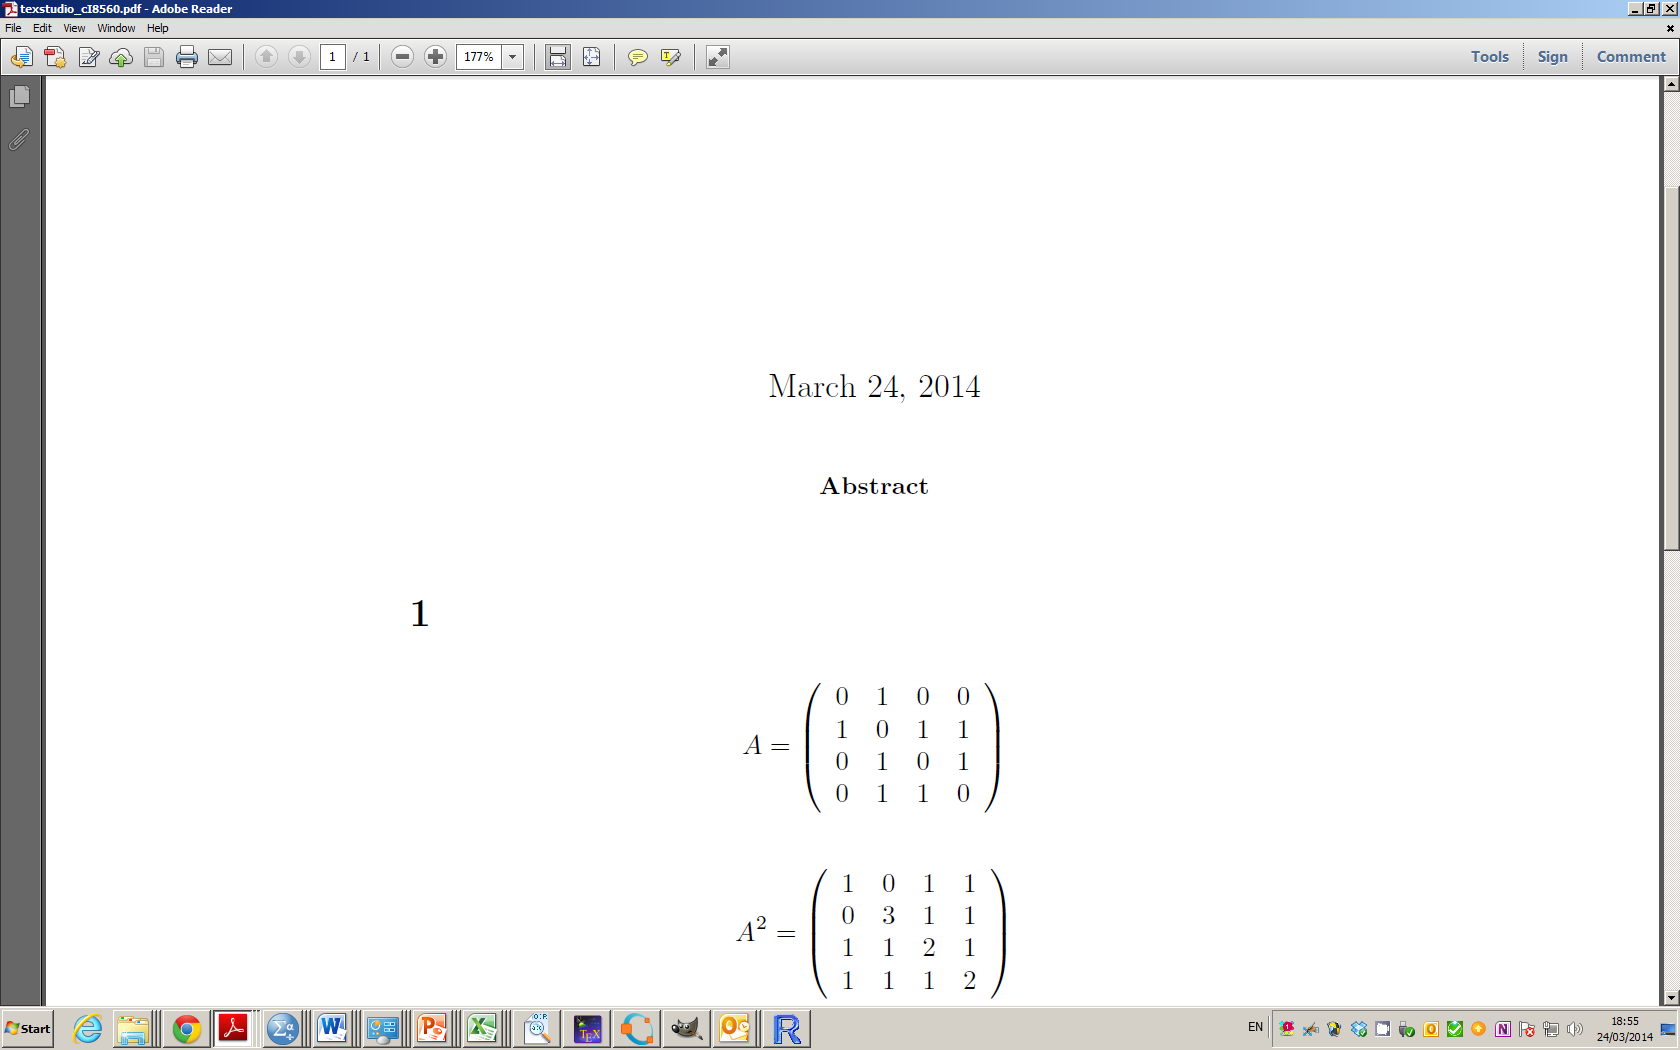 texstudio_cI8560.pdf - Adobe Reader
File Edit View Window Help
1 / 1 177% Tools Sign Comment
March 24, 2014
Abstract
1
0 1 0 0
1 0 1 1
A =
0 1 0 1
0 1 1 0
1 0 1 1
0 3 1 1
A² =
1 1 2 1
1 1 1 2
Start EN 18:55
24/03/2014